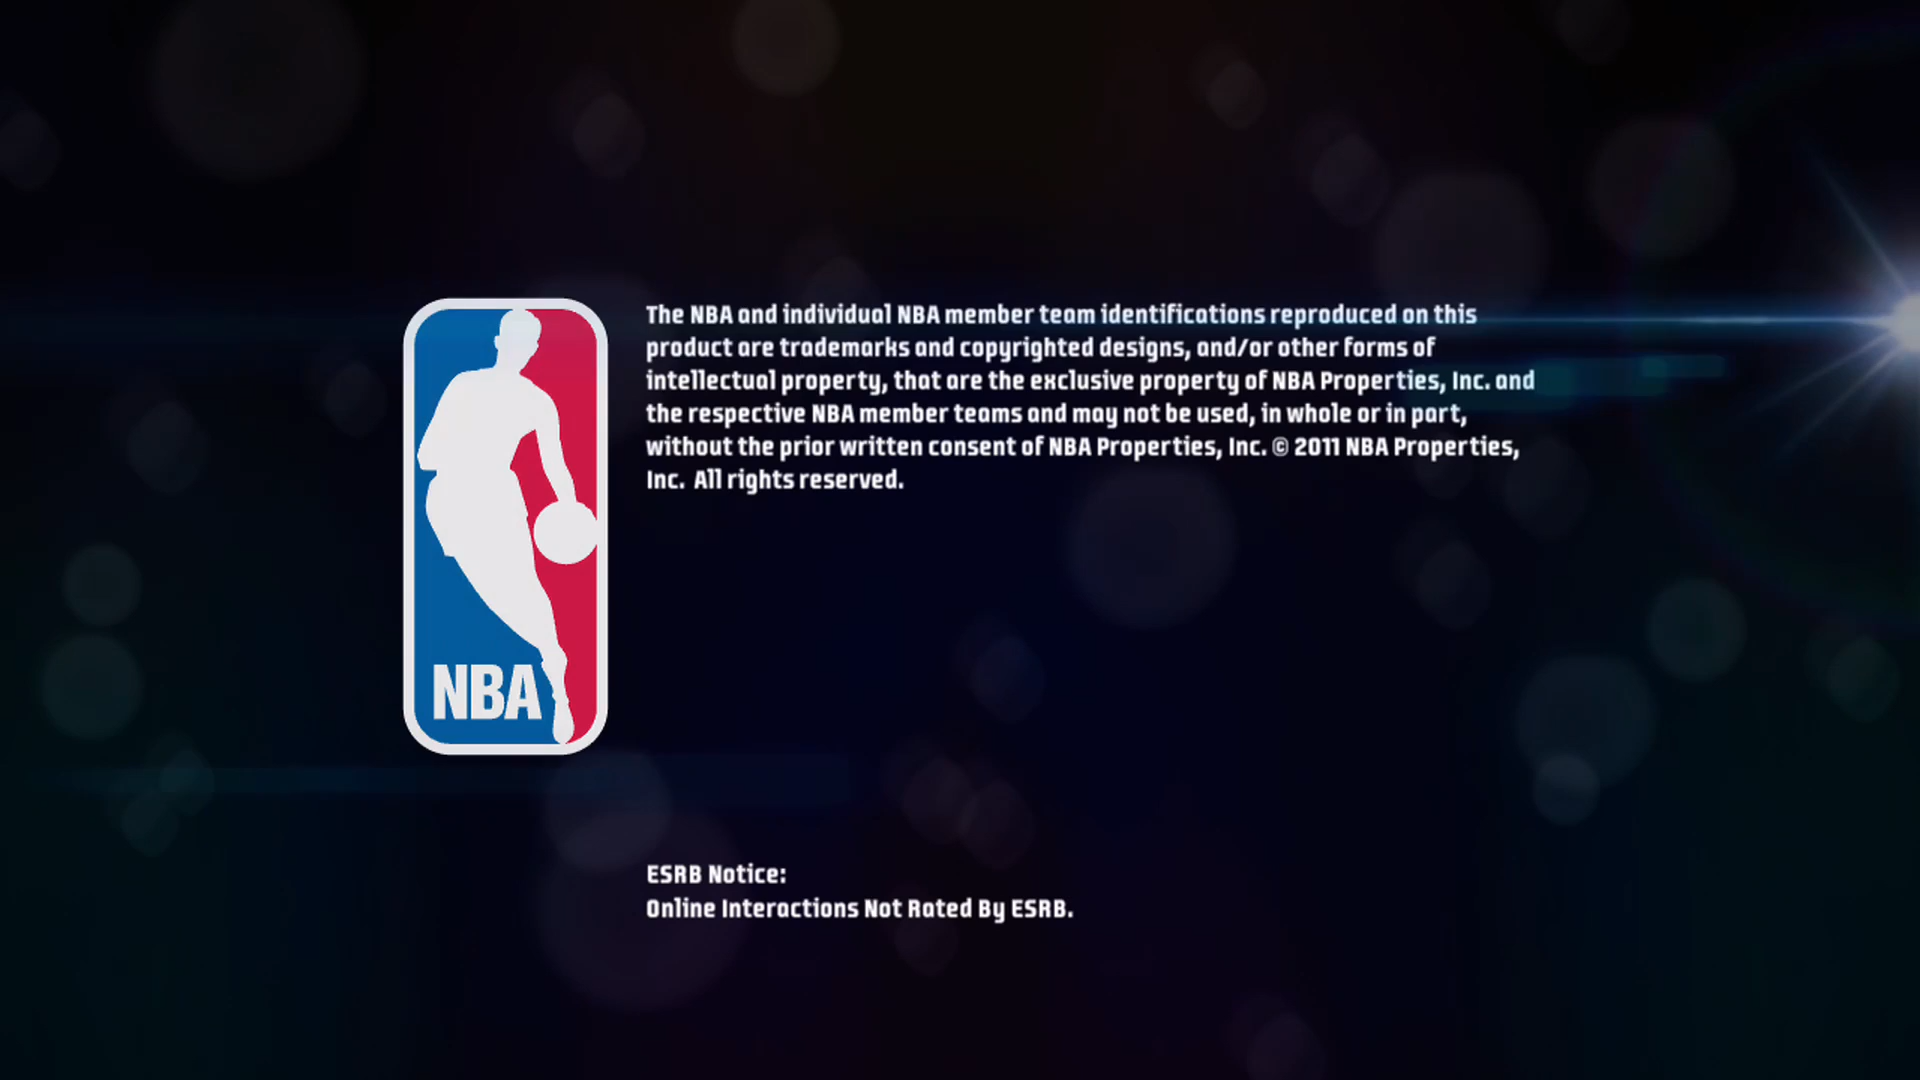 The NBA and individual NBA member team identifications reproduced on this
product are trademarks and copyrighted designs, and/or other forms of
intellectual property, that are the exclusive property of NBA Properties, Inc. and
the respective NBA member teams and may not be used, in whole or in part,
without the prior written consent of NBA Properties, Inc. © 2011 NBA Properties,
Inc. All rights reserved.
NBA
ESRB Notice:
Online Interactions Not Rated By ESRB.